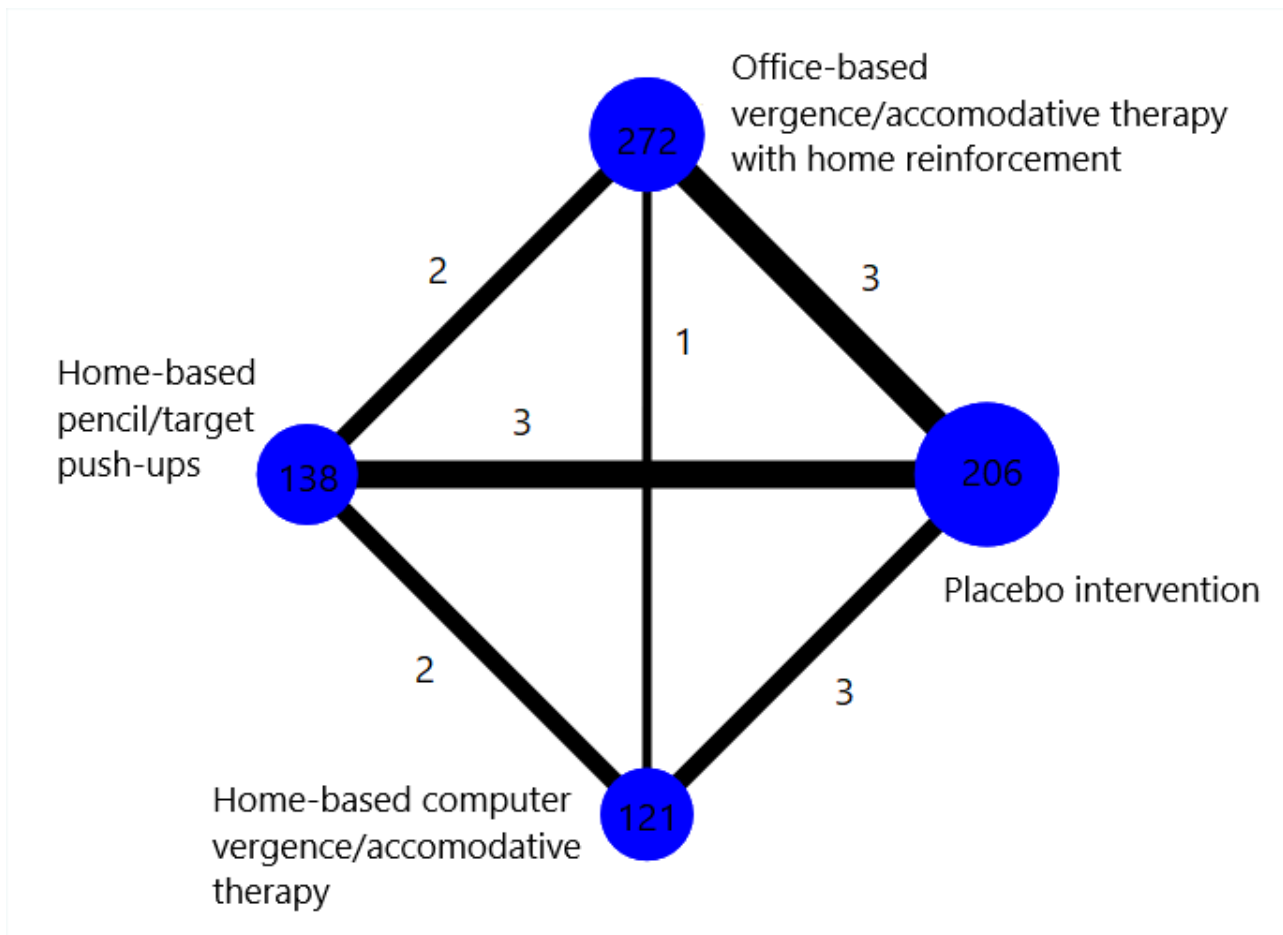 Office-based
vergence/accomodative therapy
with home reinforcement
272
2
3
1
Home-based
pencil/target
push-ups
3
138
206
Placebo intervention
2
3
Home-based computer
vergence/accomodative
therapy
121